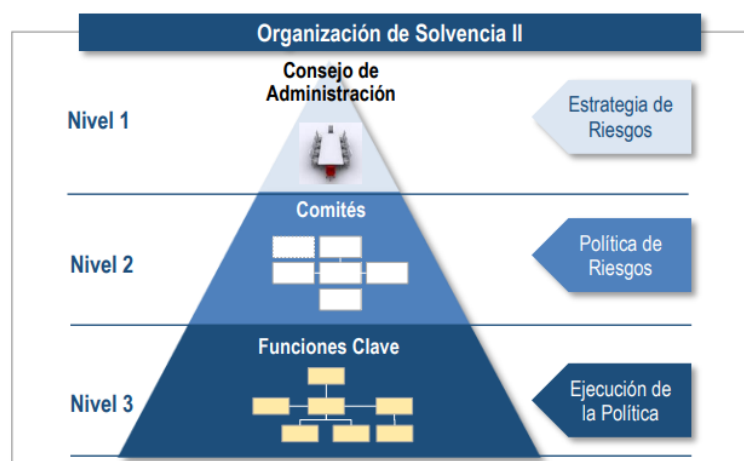 Organización de Solvencia II
Consejo de
Administración
Nivel 1
Estrategia de
Riesgos
Comités
Nivel 2
Política de
Riesgos
Funciones Clave
Nivel 3
Ejecución de
la Política